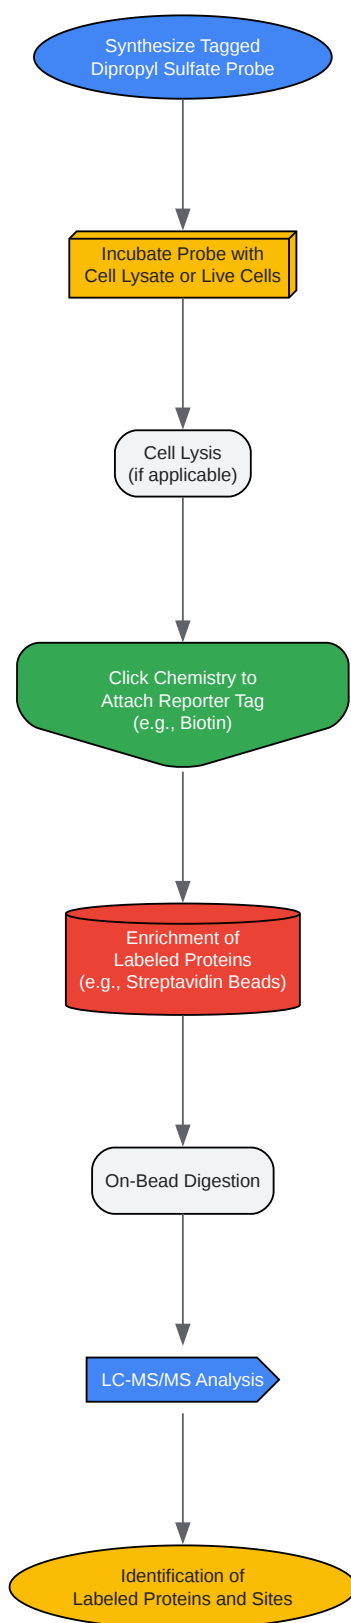 Synthesize Tagged
Dipropyl Sulfate Probe
Incubate Probe with
Cell Lysate or Live Cells
Cell Lysis
(if applicable)
Click Chemistry to
Attach Reporter Tag
(e.g., Biotin)
Enrichment of
Labeled Proteins
(e.g., Streptavidin Beads)
On-Bead Digestion
LC-MS/MS Analysis
Identification of
Labeled Proteins and Sites